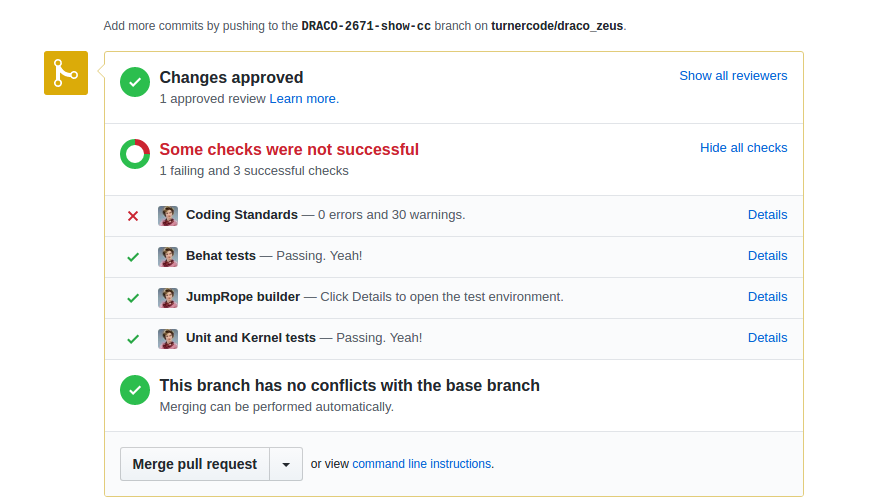 Add more commits by pushing to the DRACO-2671-show-cc branch on turnercode/draco_zeus.
Changes approved
Show all reviewers
1 approved review Learn more.
Some checks were not successful
Hide all checks
1 failing and 3 successful checks
Coding Standards — 0 errors and 30 warnings. Details
Behat tests — Passing. Yeah! Details
JumpRope builder — Click Details to open the test environment. Details
Unit and Kernel tests — Passing. Yeah! Details
This branch has no conflicts with the base branch
Merging can be performed automatically.
Merge pull request or view command line instructions.